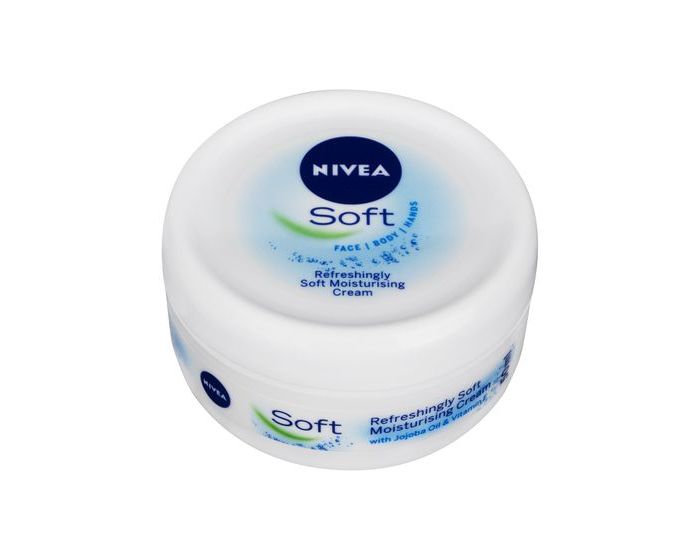 NIVEA
Soft
FACE | BODY | HANDS
Refreshingly
Soft Moisturising
Cream
NIVEA
Soft
Refreshingly Soft
Moisturising Cream
with Jojoba Oil & Vitamin E